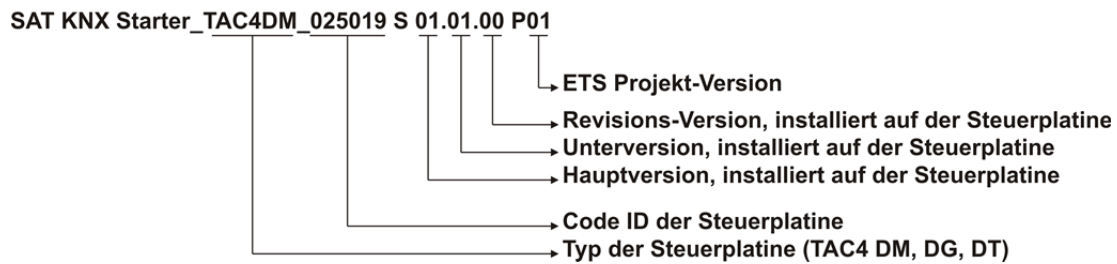 SAT KNX Starter_TAC4DM_025019 S 01.01.00 P01
ETS Projekt-Version
Revisions-Version, installiert auf der Steuerplatine
Unterversion, installiert auf der Steuerplatine
Hauptversion, installiert auf der Steuerplatine
Code ID der Steuerplatine
Typ der Steuerplatine (TAC4 DM, DG, DT)